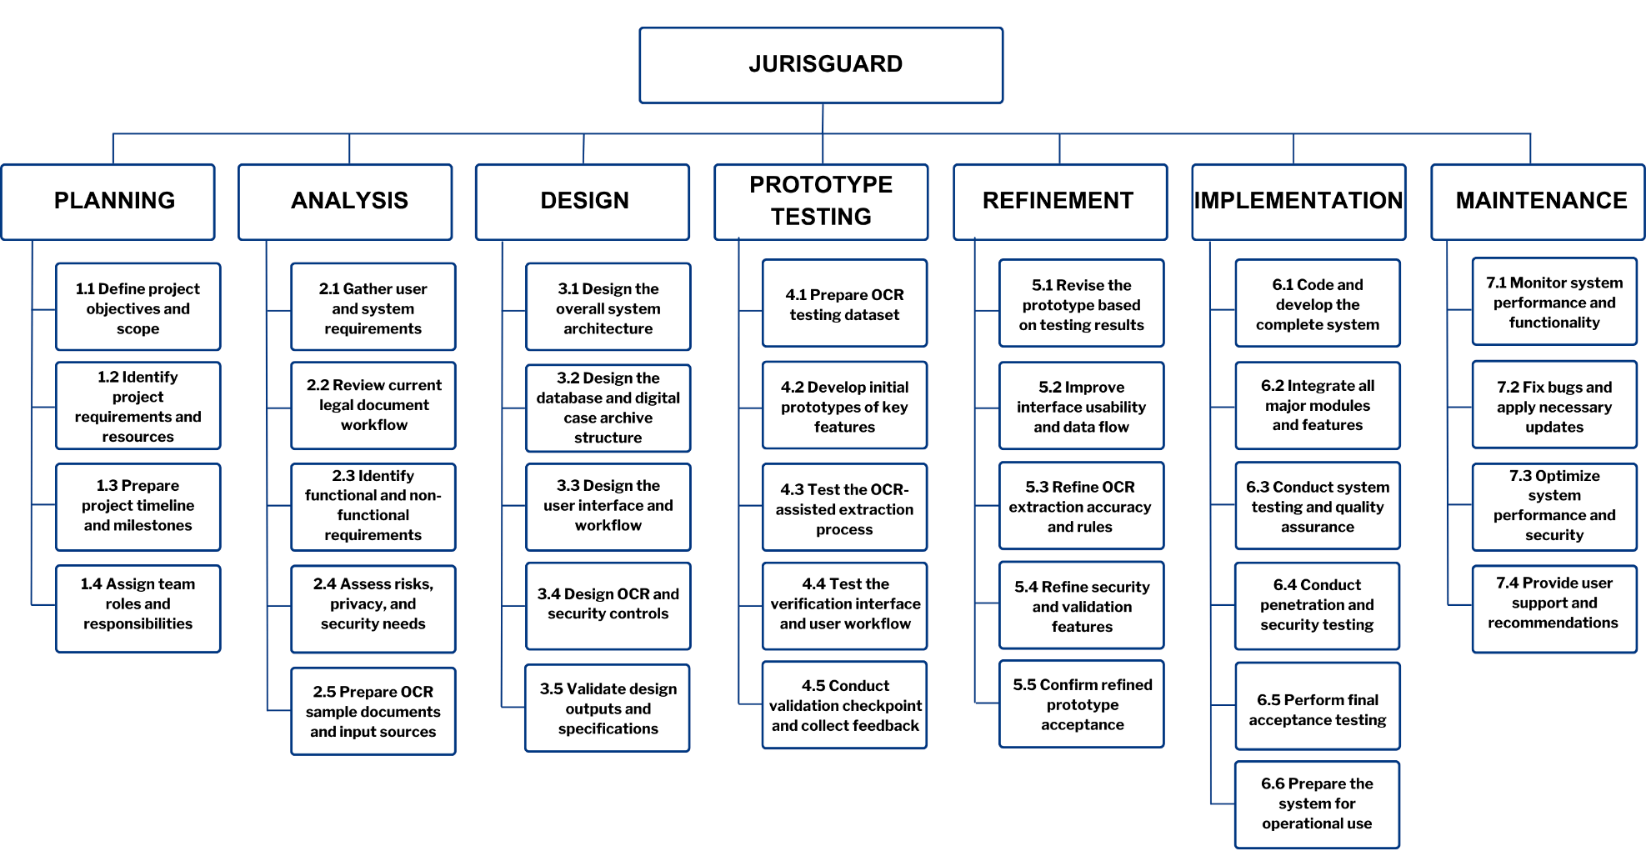 JURISGUARD
PLANNING
1.1 Define project
objectives and
scope
1.2 Identify
project
requirements and
resources
1.3 Prepare
project timeline
and milestones
1.4 Assign team
roles and
responsibilities
ANALYSIS
2.1 Gather user
and system
requirements
2.2 Review current
legal document
workflow
2.3 Identify
functional and non-
functional
requirements
2.4 Assess risks,
privacy, and
security needs
2.5 Prepare OCR
sample documents
and input sources
DESIGN
3.1 Design the
overall system
architecture
3.2 Design the
database and digital
case archive
structure
3.3 Design the
user interface and
workflow
3.4 Design OCR and
security controls
3.5 Validate design
outputs and
specifications
PROTOTYPE
TESTING
4.1 Prepare OCR
testing dataset
4.2 Develop initial
prototypes of key
features
4.3 Test the OCR-
assisted extraction
process
4.4 Test the
verification interface
and user workflow
4.5 Conduct
validation checkpoint
and collect feedback
REFINEMENT
5.1 Revise the
prototype based
on testing results
5.2 Improve
interface usability
and data flow
5.3 Refine OCR
extraction accuracy
and rules
5.4 Refine security
and validation
features
5.5 Confirm refined
prototype
acceptance
IMPLEMENTATION
6.1 Code and
develop the
complete system
6.2 Integrate all
major modules
and features
6.3 Conduct system
testing and quality
assurance
6.4 Conduct
penetration and
security testing
6.5 Perform final
acceptance testing
6.6 Prepare the
system for
operational use
MAINTENANCE
7.1 Monitor system
performance and
functionality
7.2 Fix bugs and
apply necessary
updates
7.3 Optimize
system
performance and
security
7.4 Provide user
support and
recommendations